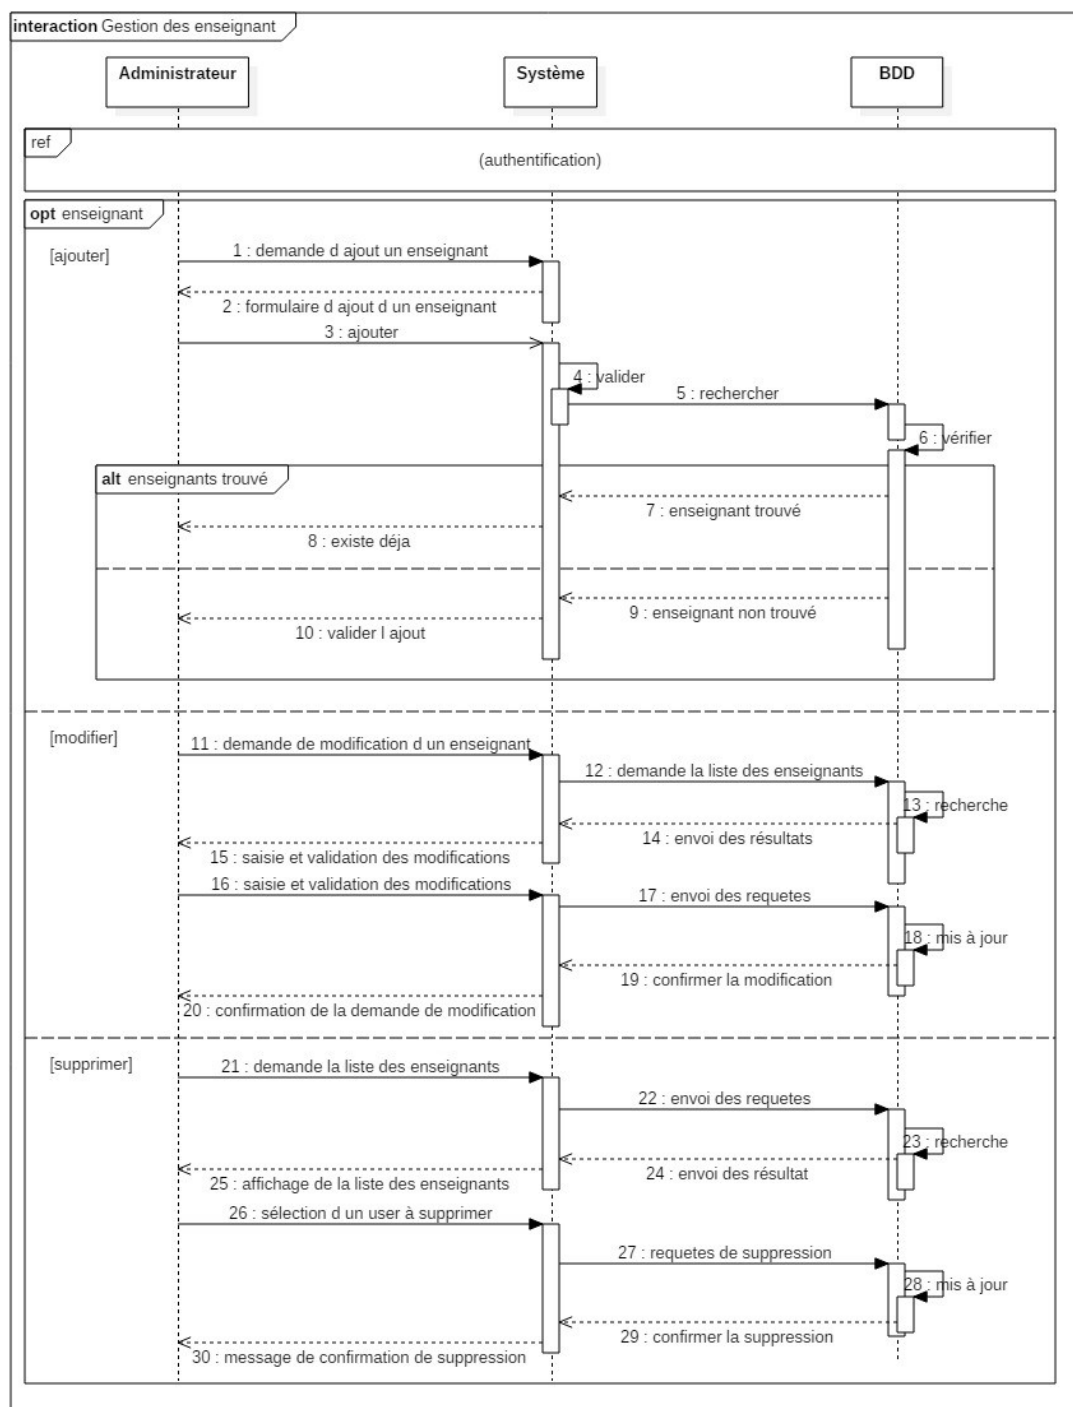 interaction Gestion des enseignant
Administrateur
Système
BDD
ref
(authentification)
opt enseignant
[ajouter]
1 : demande d ajout un enseignant
2 : formulaire d ajout d un enseignant
3 : ajouter
4 : valider
5 : rechercher
6 : vérifier
alt enseignants trouvé
7 : enseignant trouvé
8 : existe déja
9 : enseignant non trouvé
10 : valider l ajout
[modifier]
11 : demande de modification d un enseignant
12 : demande la liste des enseignants
13 : recherche
14 : envoi des résultats
15 : saisie et validation des modifications
16 : saisie et validation des modifications
17 : envoi des requetes
18 : mis à jour
19 : confirmer la modification
20 : confirmation de la demande de modification
[supprimer]
21 : demande la liste des enseignants
22 : envoi des requetes
23 : recherche
24 : envoi des résultat
25 : affichage de la liste des enseignants
26 : sélection d un user à supprimer
27 : requetes de suppression
28 : mis à jour
29 : confirmer la suppression
30 : message de confirmation de suppression